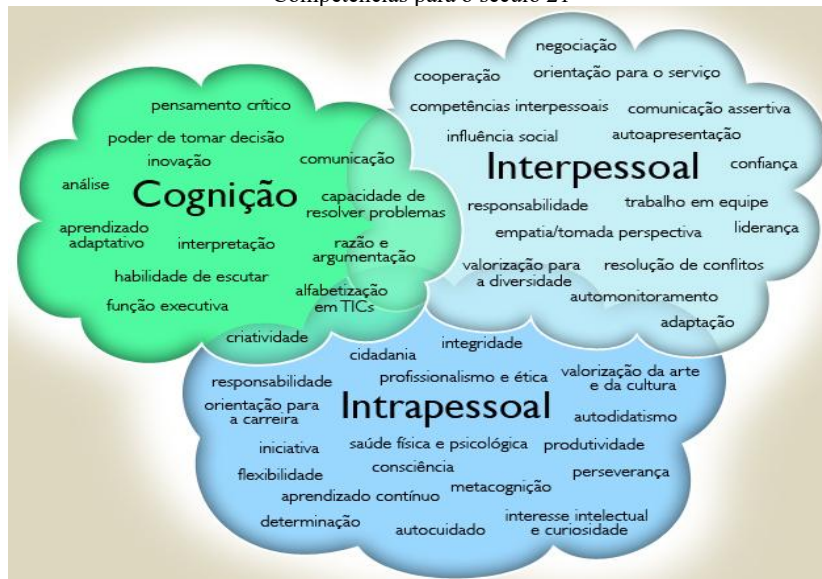 Competências para o século 21
pensamento crítico
poder de tomar decisão
inovação
comunicação
análise
Cognição
capacidade de
resolver problemas
aprendizado
adaptativo
interpretação
razão e
argumentação
habilidade de escutar
função executiva
alfabetização
em TICs
criatividade
negociação
cooperação
orientação para o serviço
competências interpessoais
comunicação assertiva
influência social
autoapresentação
Interpessoal
confiança
responsabilidade
trabalho em equipe
empatia/tomada perspectiva
liderança
valorização para
a diversidade
resolução de conflitos
automonitoramento
adaptação
integridade
cidadania
responsabilidade
profissionalismo e ética
valorização da arte
e da cultura
orientação para
a carreira
Intrapessoal
autodidatismo
iniciativa
saúde física e psicológica
produtividade
flexibilidade
consciência
perseverança
aprendizado contínuo
metacognição
determinação
autocuidado
interesse intelectual
e curiosidade